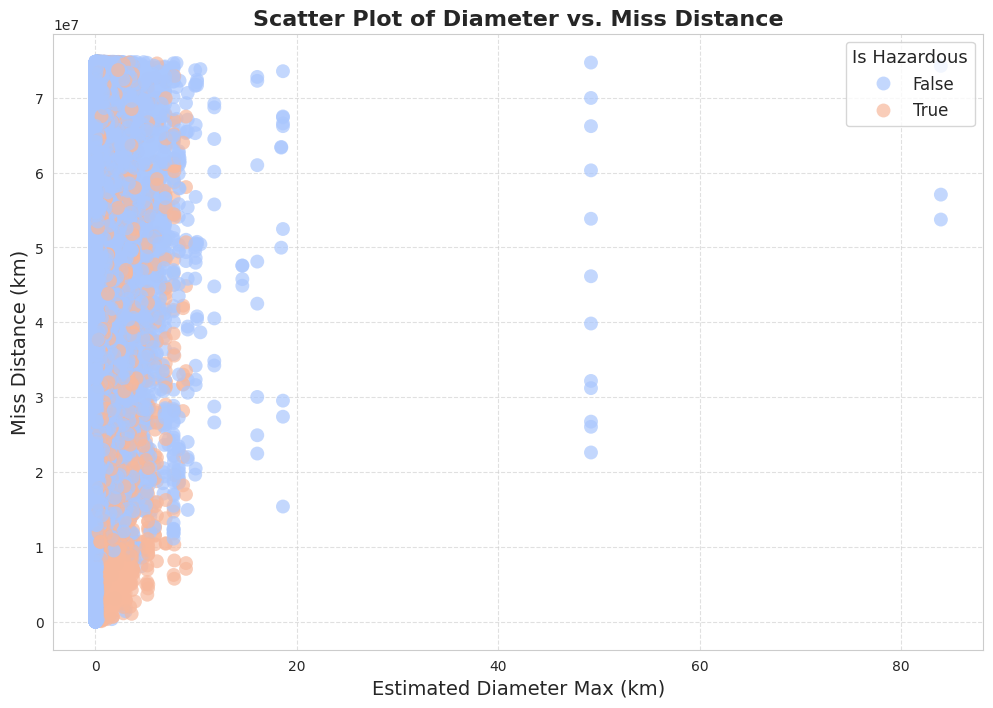 Scatter Plot of Diameter vs. Miss Distance
1e7
Is Hazardous
False
True
7
6
5
4
3
2
1
0
Miss Distance (km)
0 20 40 60 80
Estimated Diameter Max (km)